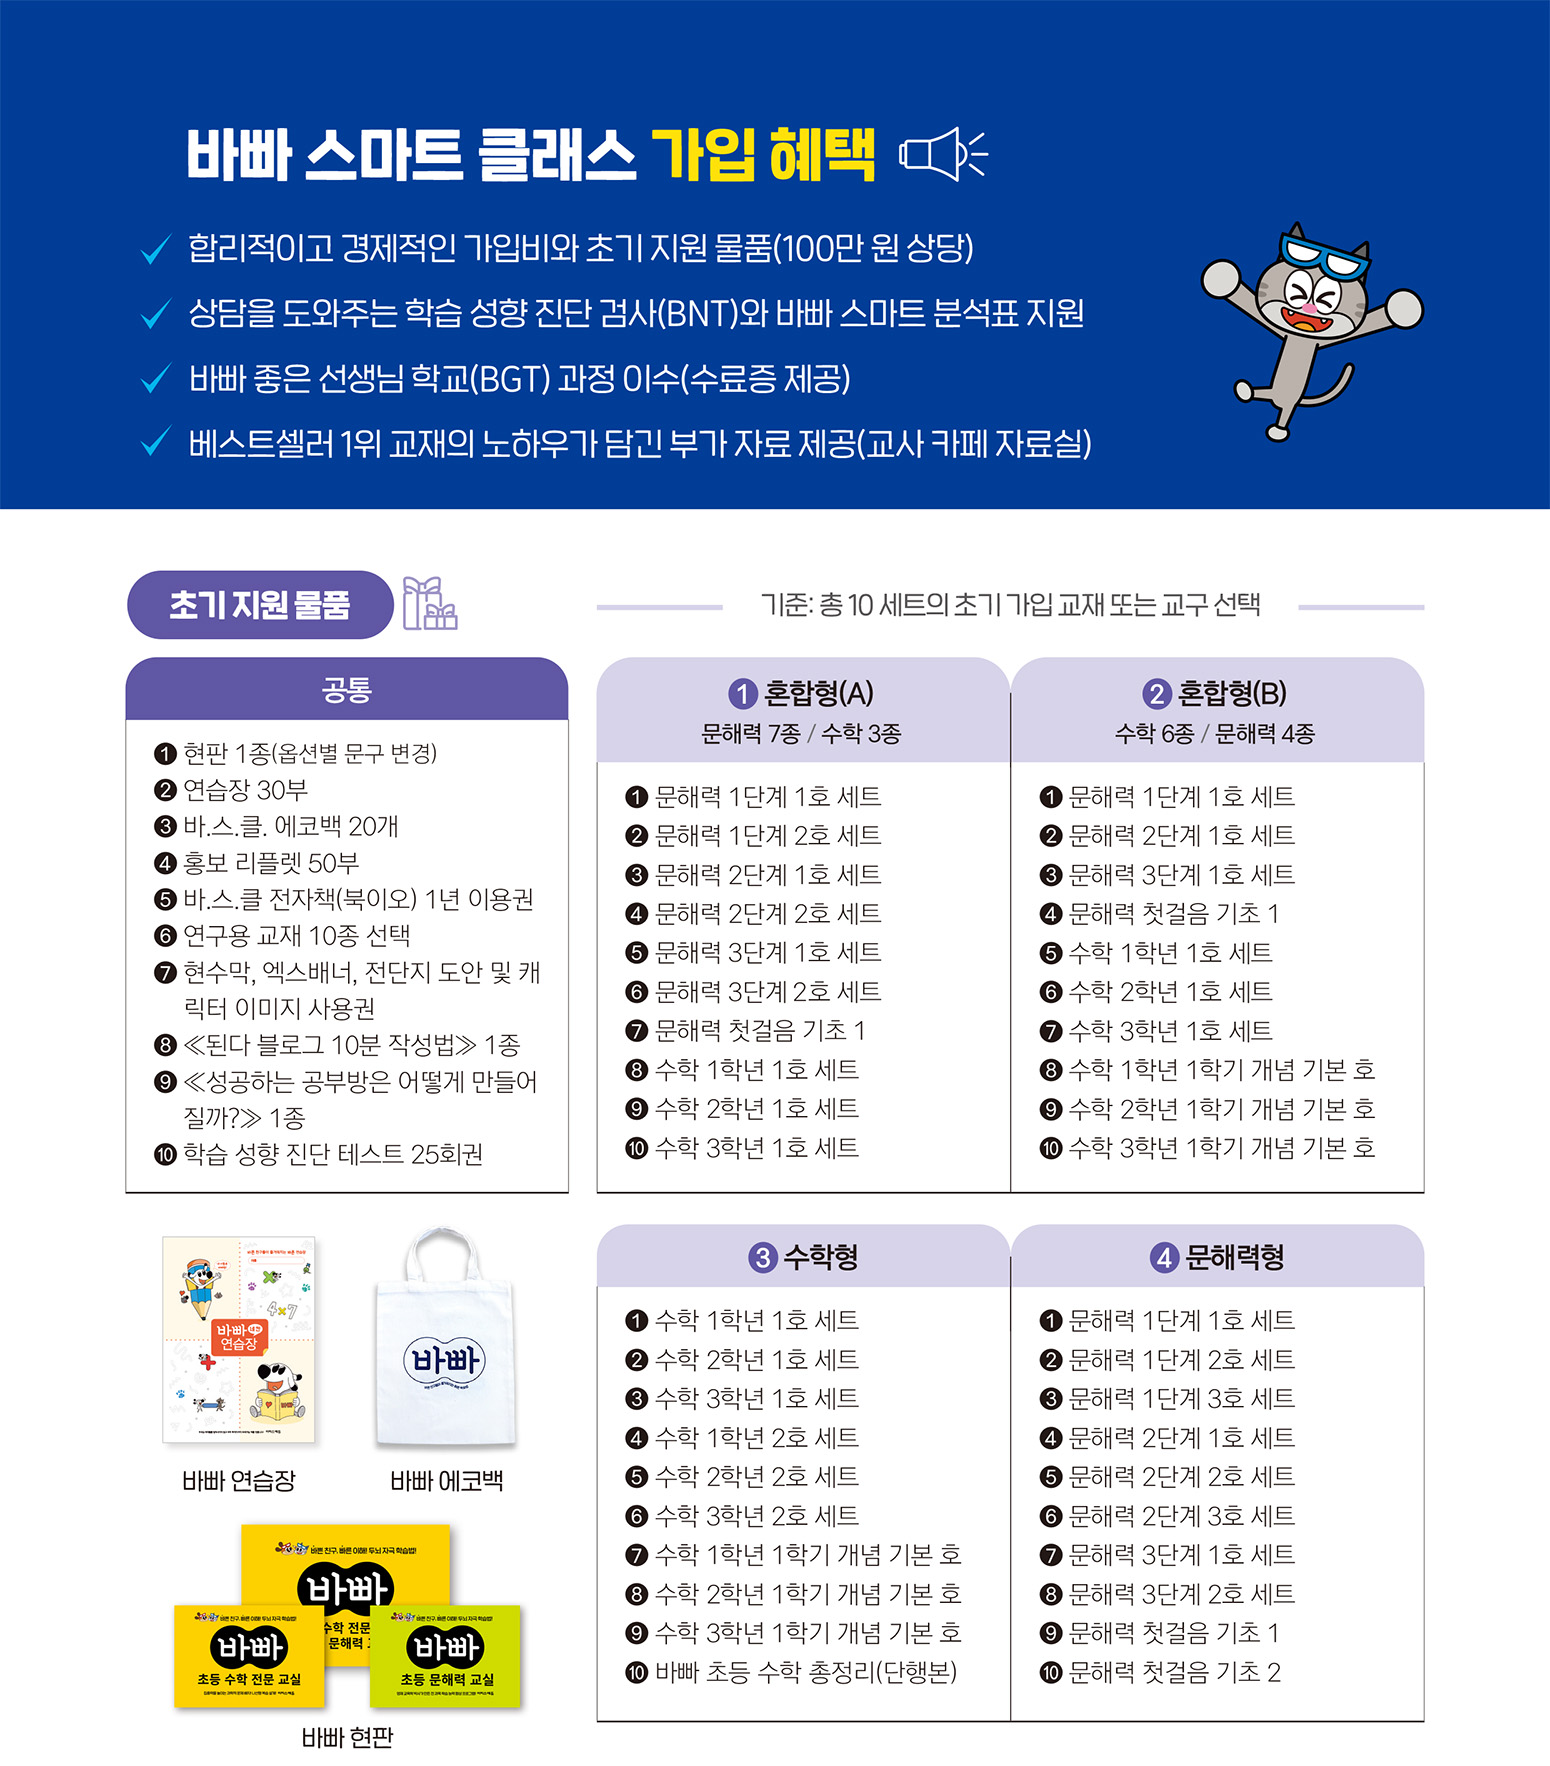 바빠 스마트 클래스 가입 혜택
합리적이고 경제적인 가입비와 초기 지원 물품(100만 원 상당)
상담을 도와주는 학습 성향 진단 검사(BNT)와 바빠 스마트 분석표 지원
바빠 좋은 선생님 학교(BGT) 과정 이수(수료증 제공)
베스트셀러 1위 교재의 노하우가 담긴 부가 자료 제공(교사 카페 자료실)
초기 지원 물품
기준: 총 10 세트의 초기 가입 교재 또는 교구 선택
공통
❶ 현판 1종(옵션별 문구 변경)
❷ 연습장 30부
❸ 바.스.클. 에코백 20개
❹ 홍보 리플렛 50부
❺ 바.스.클 전자책(북이오) 1년 이용권
❻ 연구용 교재 10종 선택
❼ 현수막, 엑스배너, 전단지 도안 및 캐
릭터 이미지 사용권
❽ ≪된다 블로그 10분 작성법≫ 1종
❾ ≪성공하는 공부방은 어떻게 만들어
질까?≫ 1종
❿ 학습 성향 진단 테스트 25회권
❶ 혼합형(A)
문해력 7종 / 수학 3종
❶ 문해력 1단계 1호 세트
❷ 문해력 1단계 2호 세트
❸ 문해력 2단계 1호 세트
❹ 문해력 2단계 2호 세트
❺ 문해력 3단계 1호 세트
❻ 문해력 3단계 2호 세트
❼ 문해력 첫걸음 기초 1
❽ 수학 1학년 1호 세트
❾ 수학 2학년 1호 세트
❿ 수학 3학년 1호 세트
❷ 혼합형(B)
수학 6종 / 문해력 4종
❶ 문해력 1단계 1호 세트
❷ 문해력 2단계 1호 세트
❸ 문해력 3단계 1호 세트
❹ 문해력 첫걸음 기초 1
❺ 수학 1학년 1호 세트
❻ 수학 2학년 1호 세트
❼ 수학 3학년 1호 세트
❽ 수학 1학년 1학기 개념 기본 호
❾ 수학 2학년 1학기 개념 기본 호
❿ 수학 3학년 1학기 개념 기본 호
❸ 수학형
❶ 수학 1학년 1호 세트
❷ 수학 2학년 1호 세트
❸ 수학 3학년 1호 세트
❹ 수학 1학년 2호 세트
❺ 수학 2학년 2호 세트
❻ 수학 3학년 2호 세트
❼ 수학 1학년 1학기 개념 기본 호
❽ 수학 2학년 1학기 개념 기본 호
❾ 수학 3학년 1학기 개념 기본 호
❿ 바빠 초등 수학 총정리(단행본)
❹ 문해력형
❶ 문해력 1단계 1호 세트
❷ 문해력 1단계 2호 세트
❸ 문해력 1단계 3호 세트
❹ 문해력 2단계 1호 세트
❺ 문해력 2단계 2호 세트
❻ 문해력 2단계 3호 세트
❼ 문해력 3단계 1호 세트
❽ 문해력 3단계 2호 세트
❾ 문해력 첫걸음 기초 1
❿ 문해력 첫걸음 기초 2
4×7
바빠
연습장
바빠
바빠 연습장
바빠 에코백
바른 친구, 빠른 이해! 두뇌 자극 학습법!
바빠
수학 전문
문해력
바른 친구, 빠른 이해! 두뇌 자극 학습법!
바빠
초등 수학 전문 교실
바른 친구, 빠른 이해! 두뇌 자극 학습법!
바빠
초등 문해력 교실
바빠 현판